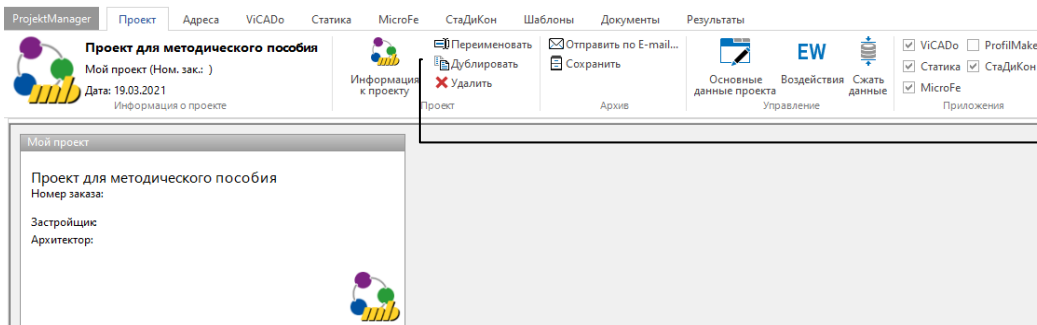 ProjektManager Проект Адреса ViCADo Статика MicroFe СтаДиКон Шаблоны Документы Результаты
Проект для методического пособия
Мой проект (Ном. зак.: )
Дата: 19.03.2021
Информация о проекте
Информация к проекту
Переименовать
Дублировать
Удалить
Проект
Отправить по E-mail...
Сохранить
Архив
Основные данные проекта
EW
Воздействия
Сжать данные
Управление
ViCADo ProfilMake
Статика СтаДиКон
MicroFe
Приложения
Мой проект
Проект для методического пособия
Номер заказа:
Застройщик:
Архитектор:
mb